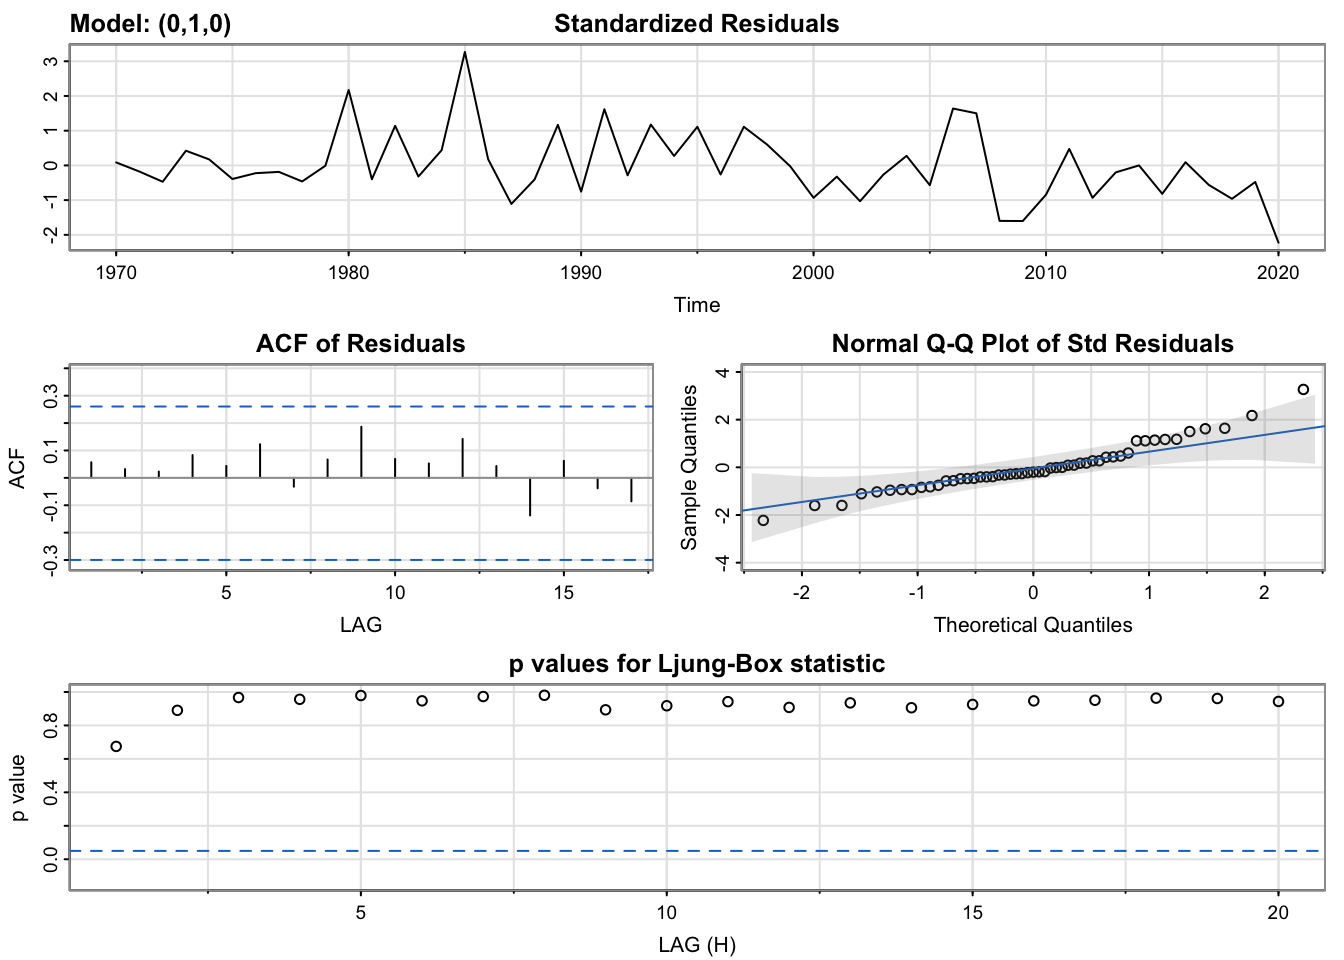 Model: (0,1,0) Standardized Residuals
3
2
1
0
-1
-2
1970 1980 1990 2000 2010 2020
Time
ACF of Residuals
ACF
0.3
0.1
-0.1
-0.3
5 10 15
LAG
Normal Q-Q Plot of Std Residuals
Sample Quantiles
4
2
0
-2
-4
-2 -1 0 1 2
Theoretical Quantiles
p values for Ljung-Box statistic
p value
0.8
0.4
0.0
5 10 15 20
LAG (H)